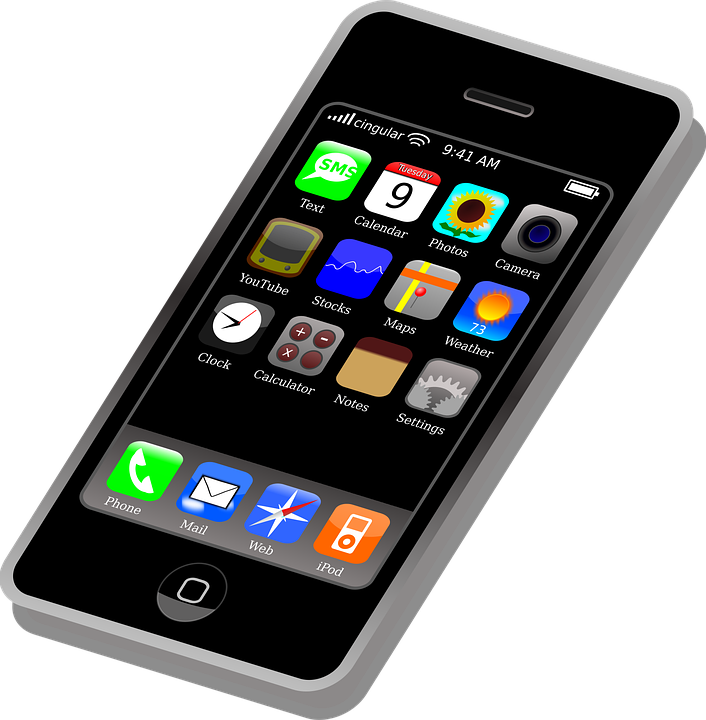 cingular 9:41 AM
SMS
Tuesday
9
Text Calendar Photos Camera
73
YouTube Stocks Maps Weather
+ −
x
Clock Calculator Notes Settings
Phone Mail Web iPod